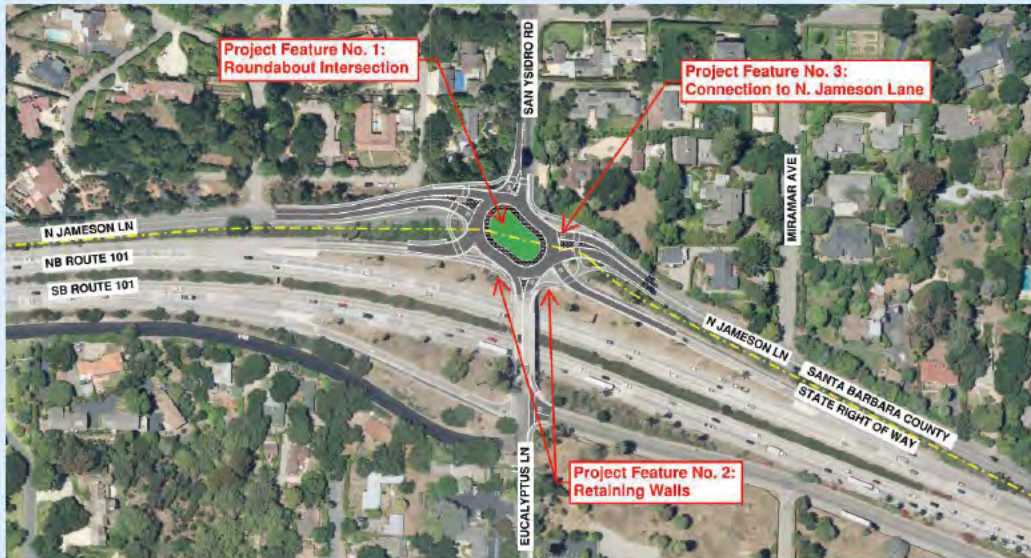 SAN YSIDRO RD
Project Feature No. 1:
Roundabout Intersection
Project Feature No. 3:
Connection to N. Jameson Lane
MIRAMAR AVE
N JAMESON LN
NB ROUTE 101
SB ROUTE 101
N JAMESON LN
SANTA BARBARA COUNTY
STATE RIGHT OF WAY
Project Feature No. 2:
Retaining Walls
EUCALYPTUS LN